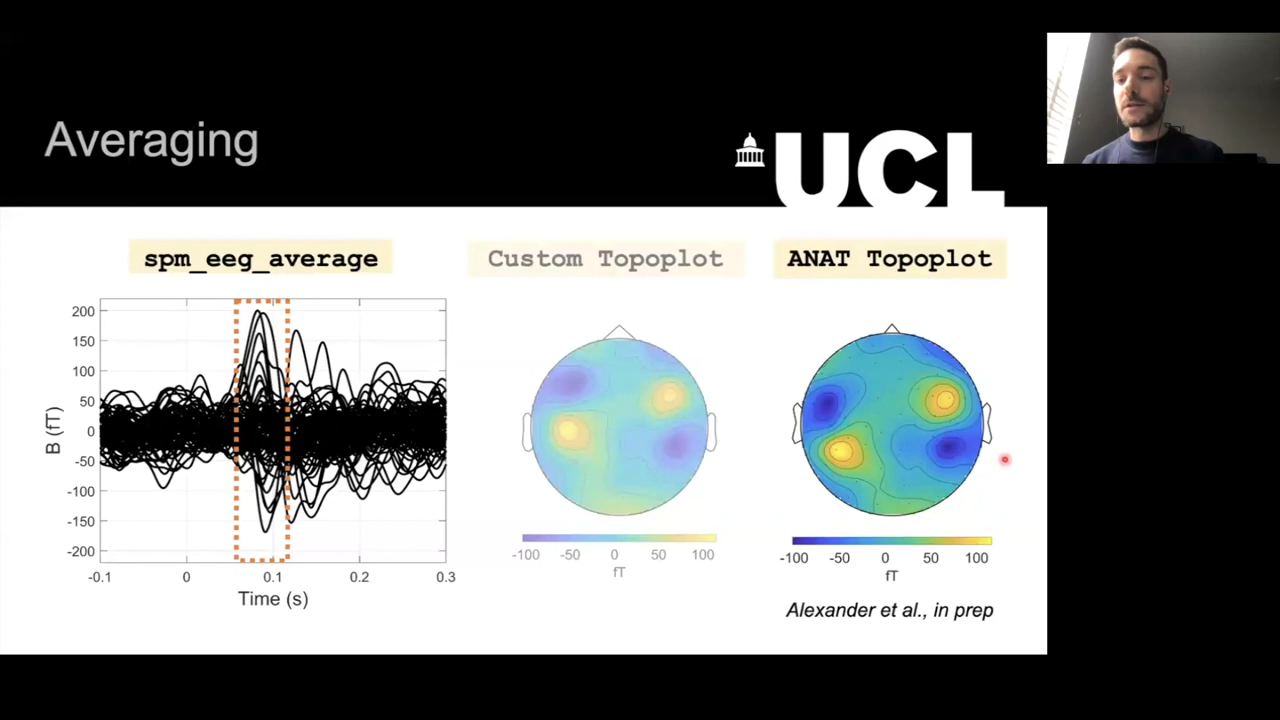 Averaging
UCL
spm_eeg_average
Custom Topoplot
ANAT Topoplot
200
150
100
50
0
-50
-100
-150
-200
B (fT)
-0.1 0 0.1 0.2 0.3
Time (s)
-100 -50 0 50 100
fT
-100 -50 0 50 100
fT
Alexander et al., in prep